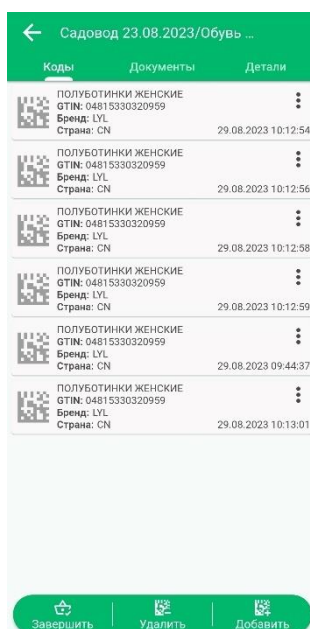 Садовод 23.08.2023/Обувь ...
Коды Документы Детали
ПОЛУБОТИНКИ ЖЕНСКИЕ
GTIN: 04815330320959
Бренд: LYL
Страна: CN 29.08.2023 10:12:54
ПОЛУБОТИНКИ ЖЕНСКИЕ
GTIN: 04815330320959
Бренд: LYL
Страна: CN 29.08.2023 10:12:56
ПОЛУБОТИНКИ ЖЕНСКИЕ
GTIN: 04815330320959
Бренд: LYL
Страна: CN 29.08.2023 10:12:58
ПОЛУБОТИНКИ ЖЕНСКИЕ
GTIN: 04815330320959
Бренд: LYL
Страна: CN 29.08.2023 10:12:59
ПОЛУБОТИНКИ ЖЕНСКИЕ
GTIN: 04815330320959
Бренд: LYL
Страна: CN 29.08.2023 09:44:37
ПОЛУБОТИНКИ ЖЕНСКИЕ
GTIN: 04815330320959
Бренд: LYL
Страна: CN 29.08.2023 10:13:01
Завершить Удалить Добавить